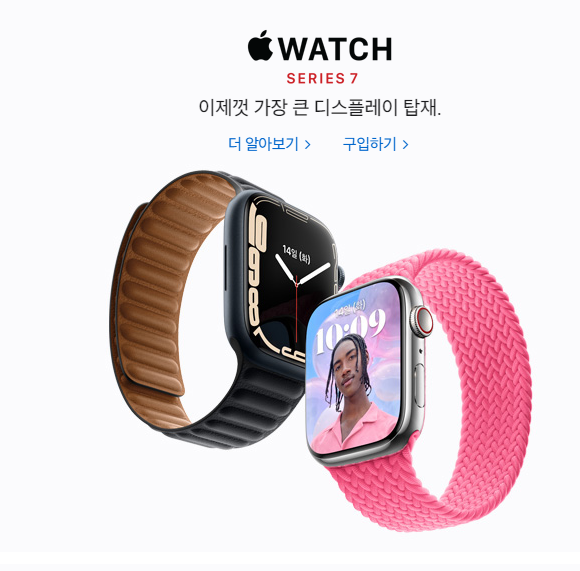 WATCH
SERIES 7
이제껏 가장 큰 디스플레이 탑재.
더 알아보기 > 구입하기 >
14일 (화)
10:09